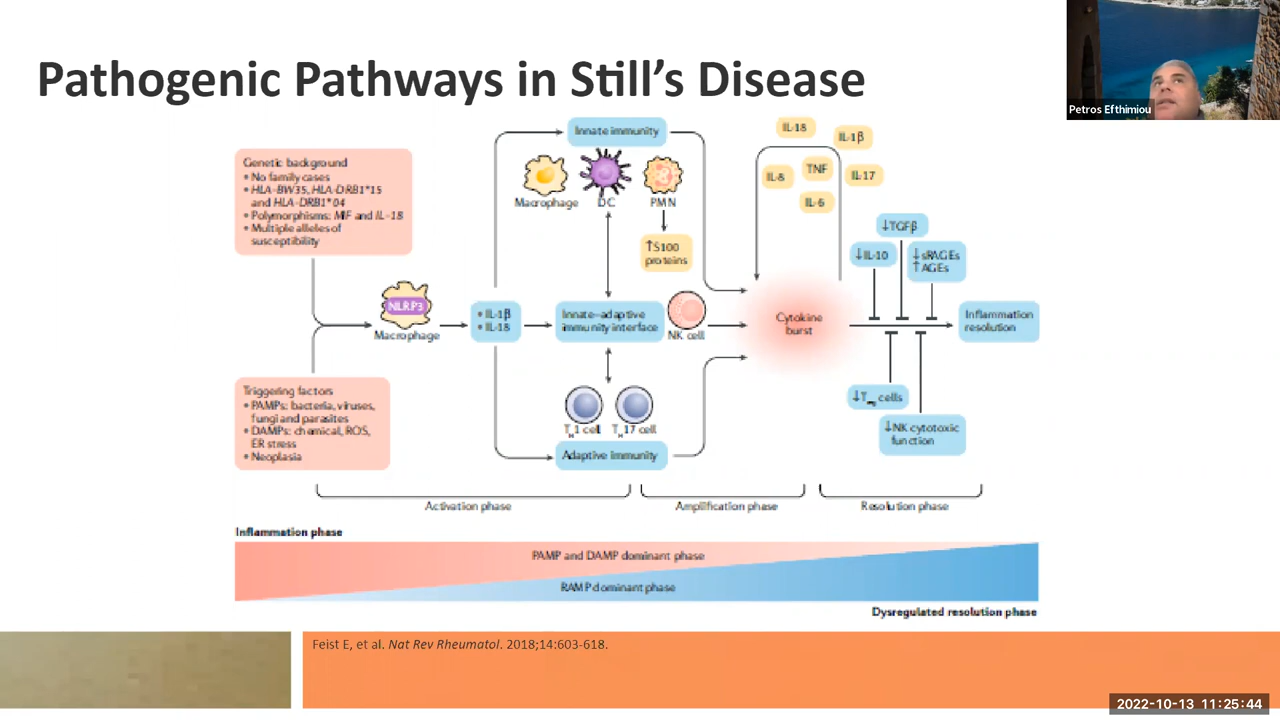 Pathogenic Pathways in Still's Disease
Petros Efthimiou
Genetic background
• No family cases
• HLA-BW35, HLA-DRB1*15
and HLA-DRB1*04
• Polymorphisms: MIF and IL-18
• Multiple alleles of
susceptibility
Triggering factors
• PAMPs: bacteria, viruses,
fungi and parasites
• DAMPs: chemical, ROS,
ER stress
• Neoplasia
NLRP3
Macrophage
• IL-1β
• IL-18
Innate immunity
Macrophage
DC
PMN
↑S100
proteins
Innate–adaptive
immunity interface
NK cell
TH1 cell
TH17 cell
Adaptive immunity
IL-18
IL-1β
IL-8
TNF
IL-17
IL-6
Cytokine
burst
↓TGFβ
↓IL-10
↓sRAGEs
↑AGEs
Inflammation
resolution
↓Treg cells
↓NK cytotoxic
function
Activation phase
Amplification phase
Resolution phase
Inflammation phase
PAMP and DAMP dominant phase
RAMP dominant phase
Dysregulated resolution phase
Feist E, et al. Nat Rev Rheumatol. 2018;14:603-618.
2022-10-13 11:25:44